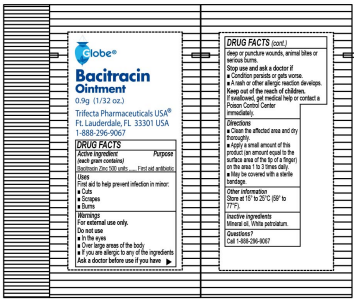 Globe®
Bacitracin
Ointment
0.9g (1/32 oz.)
Trifecta Pharmaceuticals USA®
Ft. Lauderdale, FL 33301 USA
1-888-296-9067
DRUG FACTS
Active ingredient Purpose
(each gram contains)
Bacitracin Zinc 500 units ..... First aid antibiotic
Uses
First aid to help prevent infection in minor:
■ Cuts
■ Scrapes
■ Burns
Warnings
For external use only.
Do not use
■ In the eyes
■ Over large areas of the body
■ If you are allergic to any of the ingredients
Ask a doctor before use if you have
DRUG FACTS (cont.)
deep or puncture wounds, animal bites or
serious burns.
Stop use and ask a doctor if
■ Condition persists or gets worse.
■ A rash or other allergic reaction develops.
Keep out of the reach of children.
If swallowed, get medical help or contact a
Poison Control Center
immediately.
Directions
■ Clean the affected area and dry
thoroughly.
■ Apply a small amount of this
product (an amount equal to the
surface area of the tip of a finger)
on the area 1 to 3 times daily.
■ May be covered with a sterile
bandage.
Other information
Store at 15° to 25°C (59° to
77°F).
Inactive ingredients
Mineral oil, White petrolatum.
Questions?
Call 1-888-296-9067